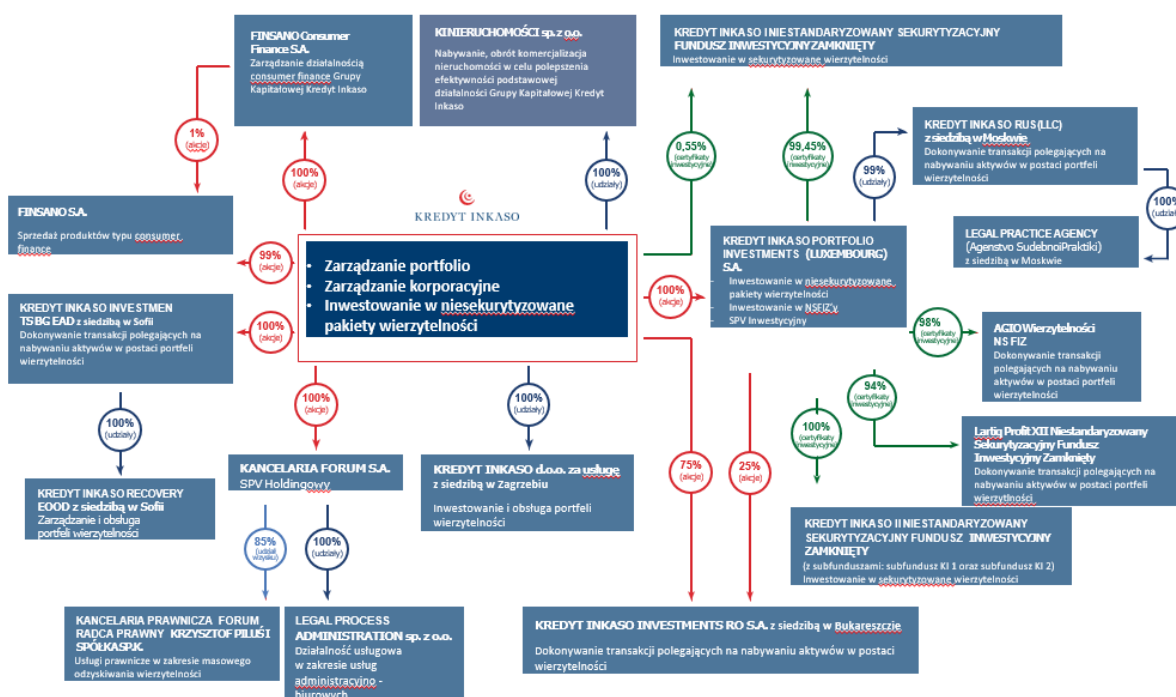 FINSANO Consumer
Finance S.A.
Zarządzanie działalnością
consumer finance Grupy
Kapitałowej Kredyt Inkaso
KINIERUCHOMOŚCI sp. z o.o.
Nabywanie, obrót komercjalizacja
nieruchomości w celu polepszenia
efektywności podstawowej
działalności Grupy Kapitałowej Kredyt
Inkaso
KREDYT INKASO I NIESTANDARYZOWANY SEKURYTYZACYJNY
FUNDUSZ INWESTYCYJNY ZAMKNIĘTY
Inwestowanie w sekurytyzowane wierzytelności
1%
(akcje)
100%
(akcje)
100%
(udziały)
0,55%
(certyfikaty
inwestycyjne)
99,45%
(certyfikaty
inwestycyjne)
99%
(udziały)
KREDYT INKASO RUS (LLC)
z siedzibą w Moskwie
Dokonywanie transakcji polegających na
nabywaniu aktywów w postaci portfeli
wierzytelności
100%
(udziały
FINSANO S.A.
Sprzedaż produktów typu consumer
finance
KREDYT INKASO
LEGAL PRACTICE AGENCY
(Agenstvo SudebnoiPraktiki)
z siedzibą w Moskwie
99%
(akcje)
• Zarządzanie portfolio
• Zarządzanie korporacyjne
• Inwestowanie w niesekurytyzowane
pakiety wierzytelności
100%
(akcje)
KREDYT INKASO PORTFOLIO
INVESTMENTS (LUXEMBOURG)
S.A.
- Inwestowanie w niesekurytyzowane
pakiety wierzytelności
- Inwestowanie w NSFIZ'y
- SPV Inwestycyjny
KREDYT INKASO INVESTMEN
TS BG EAD z siedzibą w Sofii
Dokonywanie transakcji polegających na
nabywaniu aktywów w postaci portfeli
wierzytelności
100%
(akcje)
98%
(certyfikaty
inwestycyjne)
AGIO Wierzytelności
NS FIZ
Dokonywanie transakcji
polegających na nabywaniu
aktywów w postaci portfeli
wierzytelności
100%
(udziały)
100%
(akcje)
100%
(udziały)
94%
(certyfikaty
inwestycyjne)
100%
(certyfikaty
inwestycyjne)
Lartiq Profit XII Niestandaryzowany
Sekurytyzacyjny Fundusz
Inwestycyjny Zamknięty
Dokonywanie transakcji polegających na
nabywaniu aktywów w postaci portfeli
wierzytlności
KANCELARIA FORUM S.A.
SPV Holdingowy
KREDYT INKASO d.o.o. za usługę
z siedzibą w Zagrzebiu
Inwestowanie i obsługa portfeli
wierzytelności
75%
(akcje)
25%
(akcje)
KREDYT INKASO RECOVERY
EOOD z siedzibą w Sofii
Zarządzanie i obsługa
portfeli wierzytelności
KREDYT INKASO II NIESTANDARYZOWANY
SEKURYTYZACYJNY FUNDUSZ INWESTYCYJNY
ZAMKNIĘTY
(z subfunduszami: subfundusz KI 1 oraz subfundusz KI 2)
Inwestowanie w sekurytyzowane wierzytelności
85%
(udział w
zysku)
100%
(udziały)
KANCELARIA PRAWNICZA FORUM
RADCA PRAWNY KRZYSZTOF PILUŚ I
SPÓŁKA SP.K.
Usługi prawnicze w zakresie masowego
odzyskiwania wierzytelności
LEGAL PROCESS
ADMINISTRATION sp. z o.o.
Działalność usługowa
w zakresie usług
administracyjno -
biurowych
KREDYT INKASO INVESTMENTS RO S.A. z siedzibą w Bukareszcie
Dokonywanie transakcji polegających na nabywaniu aktywów w postaci
wierzytelności